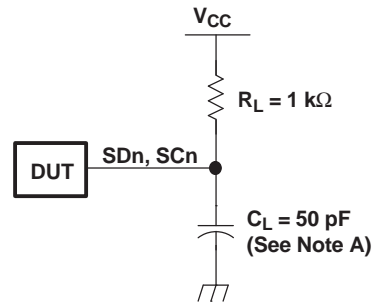 V_CC
R_L = 1 kΩ
SDn, SCn
DUT
C_L = 50 pF
(See Note A)